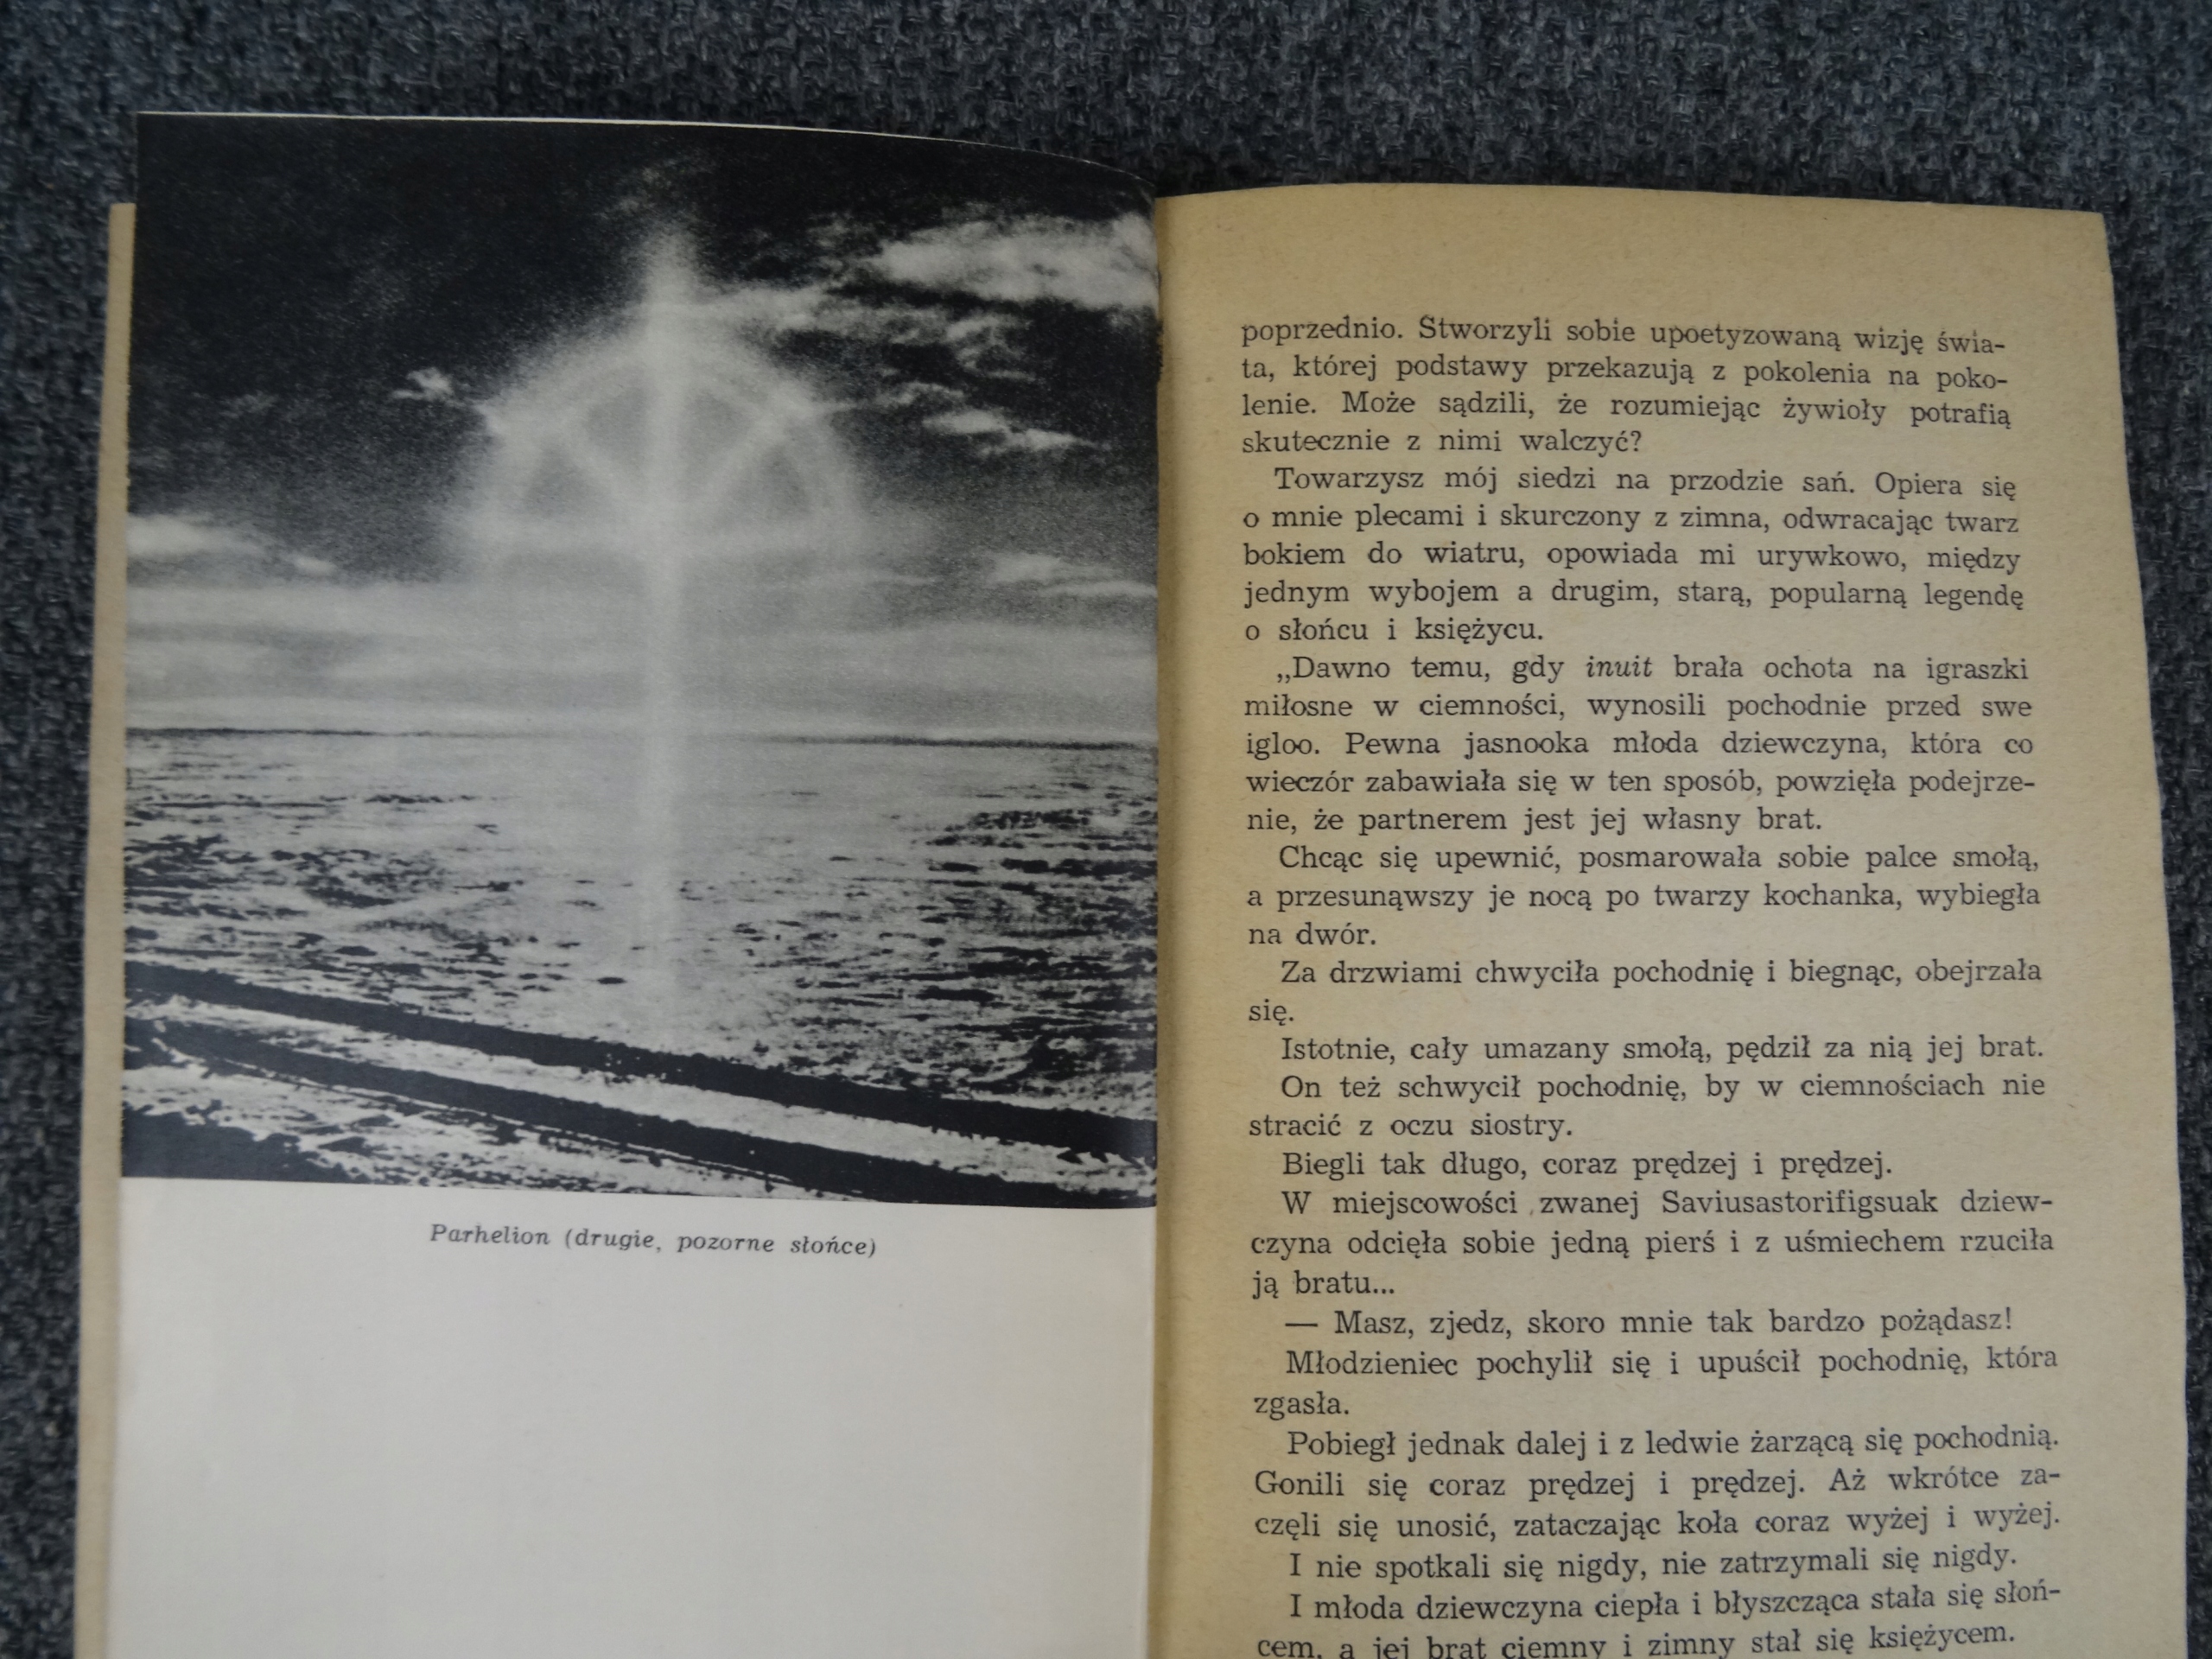 Parhelion (drugie, pozorne słońce)
poprzednio. Stworzyli sobie upoetyzowaną wizję świa-
ta, której podstawy przekazują z pokolenia na poko-
lenie. Może sądzili, że rozumiejąc żywioły potrafią
skutecznie z nimi walczyć?
Towarzysz mój siedzi na przodzie sań. Opiera się
o mnie plecami i skurczony z zimna, odwracając twarz
bokiem do wiatru, opowiada mi urywkowo, między
jednym wybojem a drugim, starą, popularną legendę
o słońcu i księżycu.
„Dawno temu, gdy inuit brała ochota na igraszki
miłosne w ciemności, wynosili pochodnie przed swe
igloo. Pewna jasnooka młoda dziewczyna, która co
wieczór zabawiała się w ten sposób, powzięła podejrze-
nie, że partnerem jest jej własny brat.
Chcąc się upewnić, posmarowała sobie palce smołą,
a przesunąwszy je nocą po twarzy kochanka, wybiegła
na dwór.
Za drzwiami chwyciła pochodnię i biegnąc, obejrzała
się.
Istotnie, cały umazany smołą, pędził za nią jej brat.
On też schwycił pochodnię, by w ciemnościach nie
stracić z oczu siostry.
Biegli tak długo, coraz prędzej i prędzej.
W miejscowości zwanej Saviusastorifigsuak dziew-
czyna odcięła sobie jedną pierś i z uśmiechem rzuciła
ją bratu...
— Masz, zjedz, skoro mnie tak bardzo pożądasz!
Młodzieniec pochylił się i upuścił pochodnię, która
zgasła.
Pobiegł jednak dalej i z ledwie żarzącą się pochodnią.
Gonili się coraz prędzej i prędzej. Aż wkrótce za-
częli się unosić, zataczając koła coraz wyżej i wyżej.
I nie spotkali się nigdy, nie zatrzymali się nigdy.
I młoda dziewczyna ciepła i błyszcząca stała się słoń-
cem, a jej brat ciemny i zimny stał się księżycem.